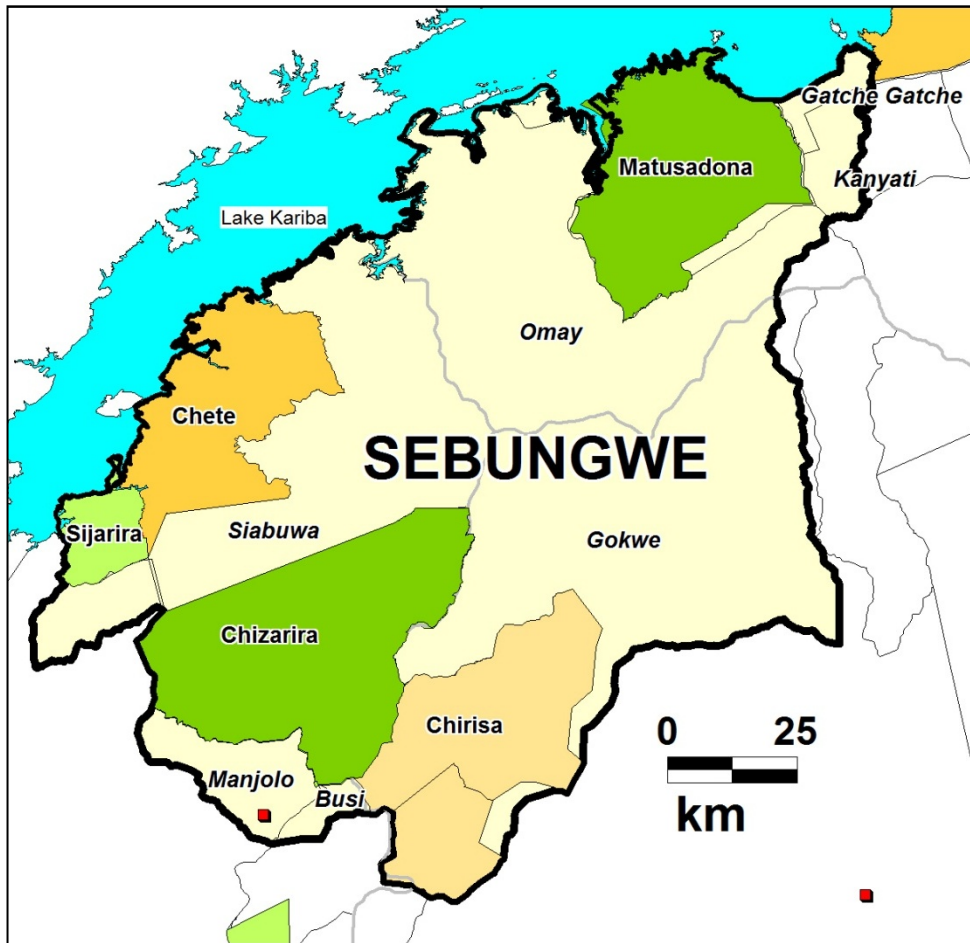 Gatche Gatche
Matusadona
Kanyati
Lake Kariba
Omay
Chete
SEBUNGWE
Sijarira
Siabuwa
Gokwe
Chizarira
Chirisa
0 25
km
Manjolo
Busi